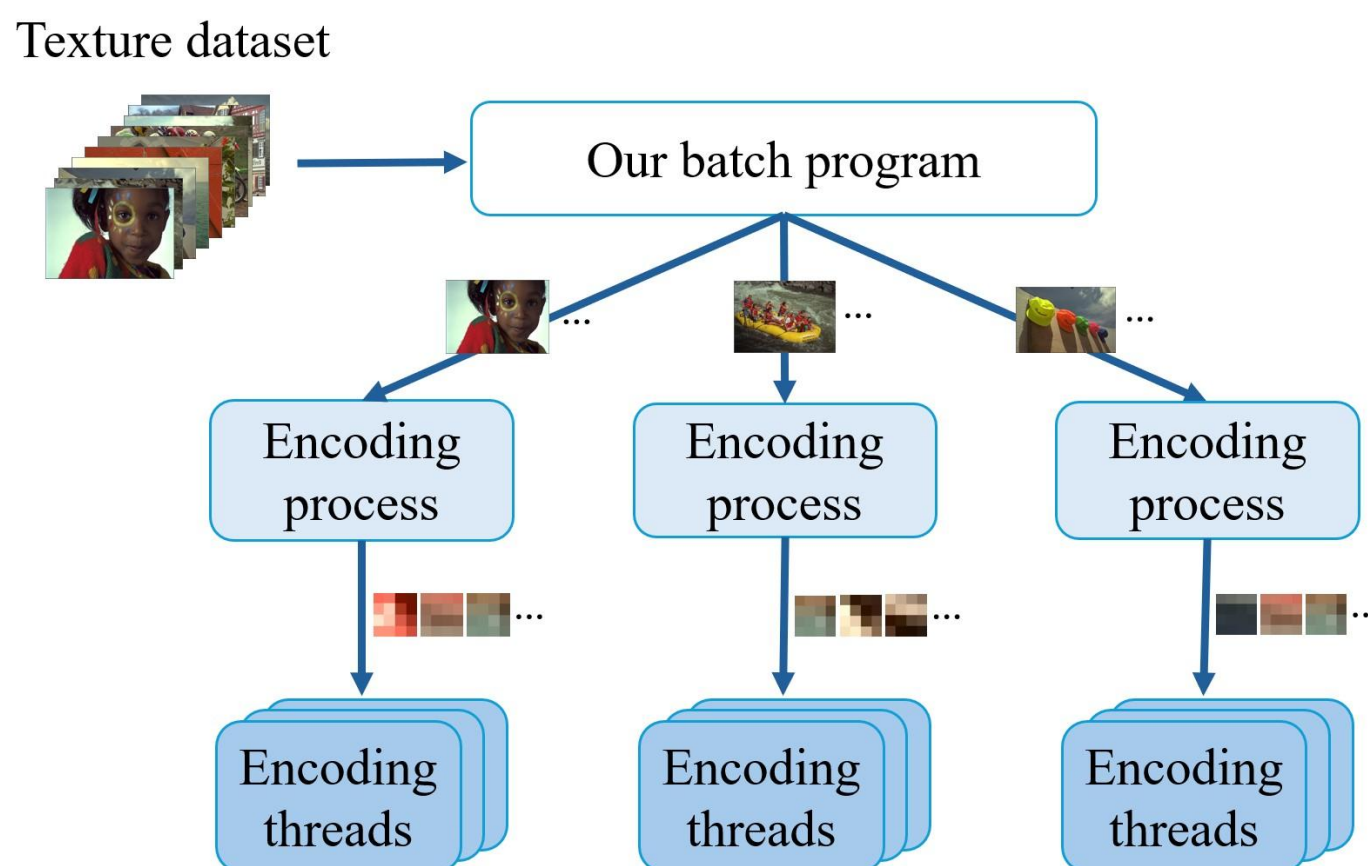 Texture dataset
Our batch program
...
...
...
Encoding
process
Encoding
process
Encoding
process
...
...
...
Encoding
threads
Encoding
threads
Encoding
threads